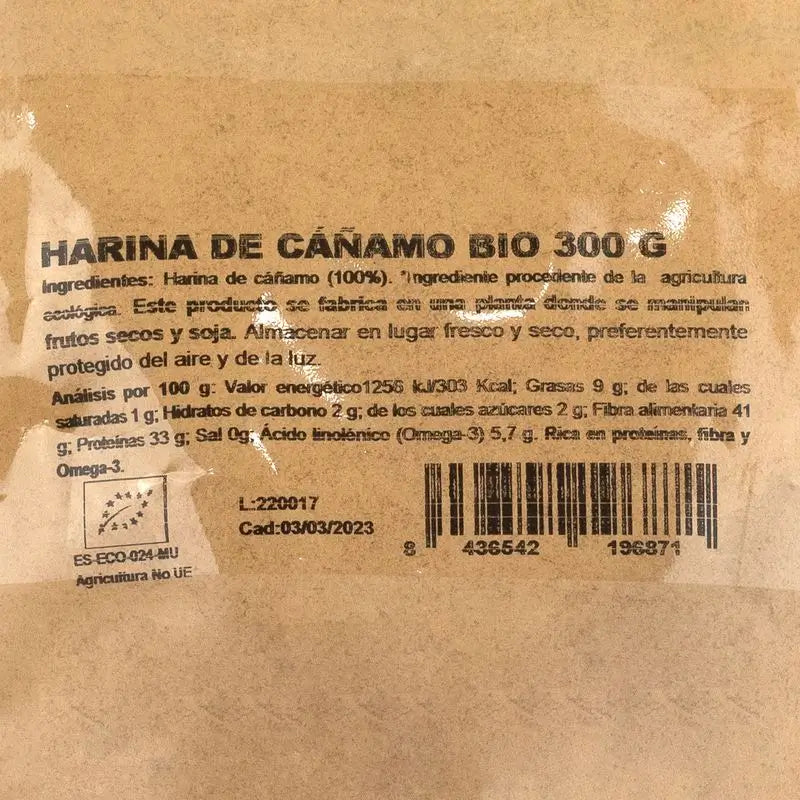 HARINA DE CÁÑAMO BIO 300 G
Ingredientes: Harina de cáñamo (100%). *Ingrediente procedente de la agricultura
ecológica. Este producto se fabrica en una planta donde se manipulan
frutos secos y soja. Almacenar en lugar fresco y seco, preferentemente
protegido del aire y de la luz.
Análisis por 100 g: Valor energético1256 kJ/303 Kcal; Grasas 9 g; de las cuales
saturadas 1 g; Hidratos de carbono 2 g; de los cuales azúcares 2 g; Fibra alimentaria 41
g; Proteínas 33 g; Sal 0g; Ácido linolénico (Omega-3) 5,7 g. Rica en proteínas, fibra y
Omega-3.
L:220017
Cad:03/03/2023
8 436542 196871
ES-ECO-024-MU
Agricultura No UE